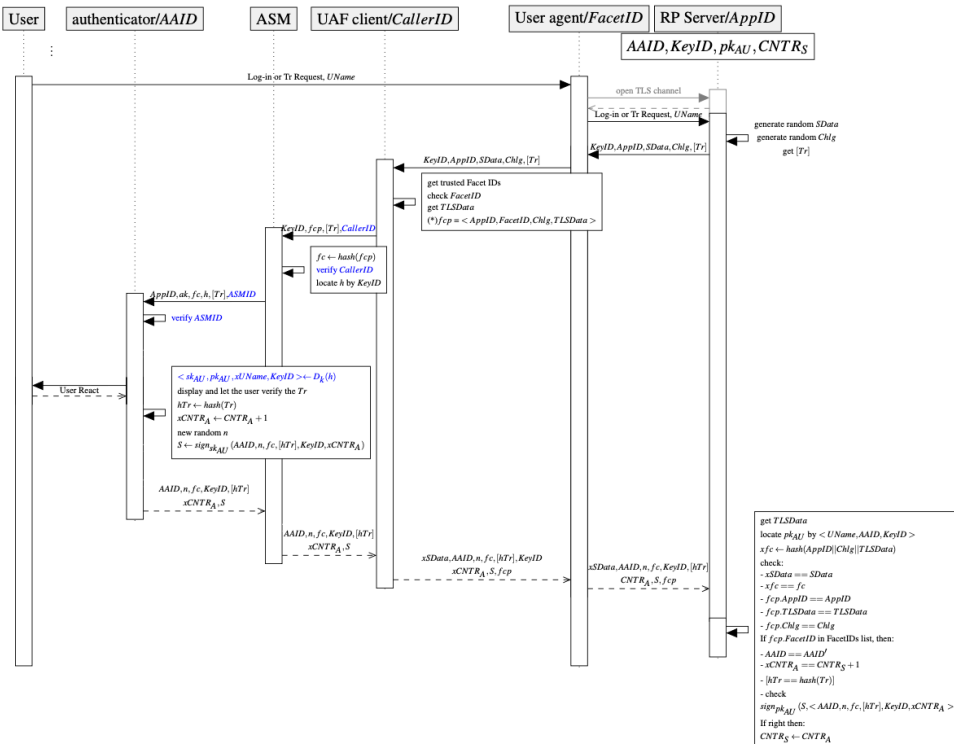 User
authenticator/AAID
ASM
UAF client/CallerID
User agent/FacetID
RP Server/AppID
AAID, KeyID, pk_AU, CNTR_S
Log-in or Tr Request, UName
open TLS channel
Log-in or Tr Request, UName
generate random SData
generate random Chlg
get [Tr]
KeyID,AppID,SData,Chlg,[Tr]
KeyID,AppID,SData,Chlg,[Tr]
get trusted Facet IDs
check FacetID
get TLSData
(*)fcp = < AppID,FacetID,Chlg,TLSData >
KeyID, fcp,[Tr],CallerID
fc ← hash(fcp)
verify CallerID
locate h by KeyID
AppID,ak, fc,h,[Tr],ASMID
verify ASMID
< sk_AU, pk_AU,xUName,KeyID >← D_k(h)
display and let the user verify the Tr
hTr ← hash(Tr)
xCNTR_A ← CNTR_A + 1
new random n
S ← sign_sk_AU (AAID,n, fc,[hTr],KeyID,xCNTR_A)
User React
AAID,n, fc,KeyID,[hTr]
xCNTR_A,S
AAID,n, fc,KeyID,[hTr]
xCNTR_A,S
xSData,AAID,n, fc,[hTr],KeyID
xCNTR_A,S, fcp
xSData,AAID,n, fc,KeyID,[hTr]
CNTR_A,S, fcp
get TLSData
locate pk_AU by < UName,AAID,KeyID >
xfc ← hash(AppID||Chlg||TLSData)
check:
- xSData == SData
- xfc == fc
- fcp.AppID == AppID
- fcp.TLSData == TLSData
- fcp.Chlg == Chlg
If fcp.FacetID in FacetIDs list, then:
- AAID == AAID′
- xCNTR_A == CNTR_S + 1
- [hTr == hash(Tr)]
- check
sign_pk_AU (S,< AAID,n, fc,[hTr],KeyID,xCNTR_A >
If right then:
CNTR_S ← CNTR_A